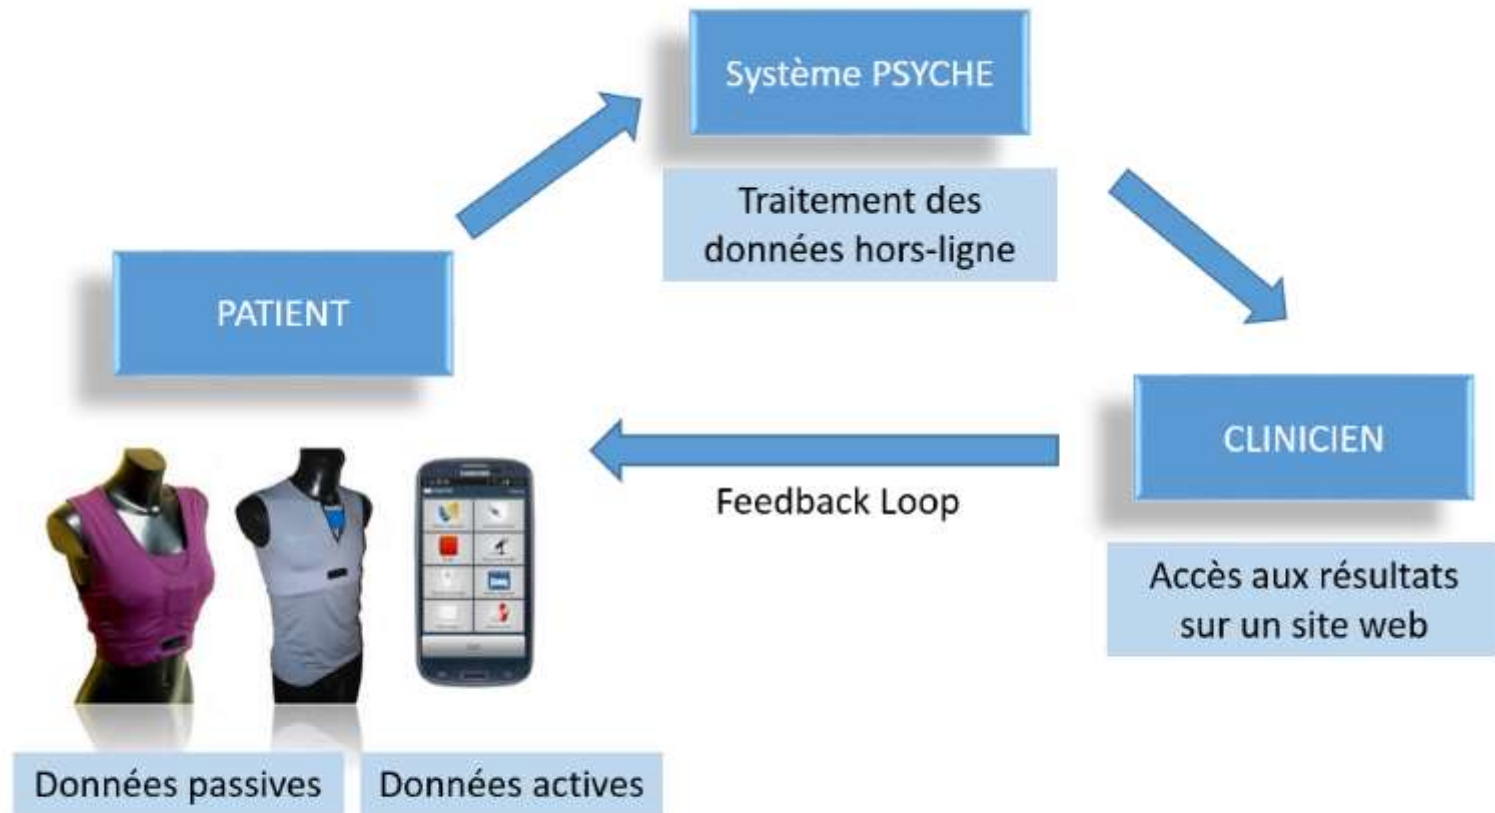 Système PSYCHE
Traitement des
données hors-ligne
PATIENT
CLINICIEN
Feedback Loop
Accès aux résultats
sur un site web
SAMSUNG
Données passives
Données actives